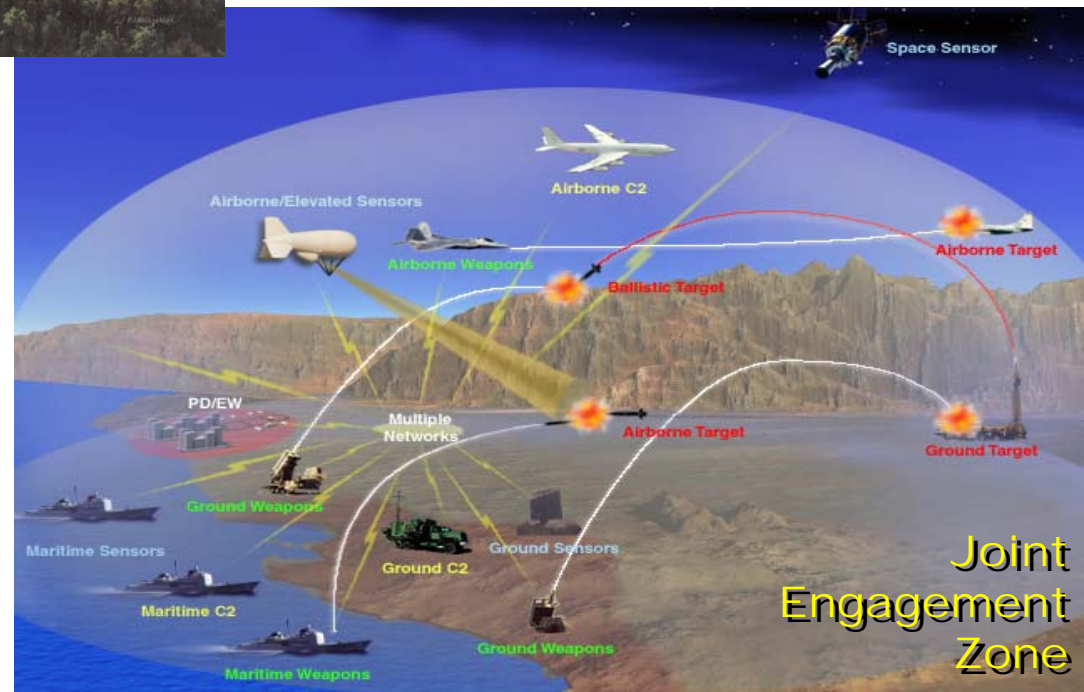 Space Sensor
Airborne C2
Airborne/Elevated Sensors
Airborne Weapons
Airborne Target
Ballistic Target
PD/EW
Multiple
Networks
Airborne Target
Ground Target
Ground Weapons
Maritime Sensors
Ground Sensors
Ground C2
Maritime C2
Ground Weapons
Maritime Weapons
Joint
Engagement
Zone